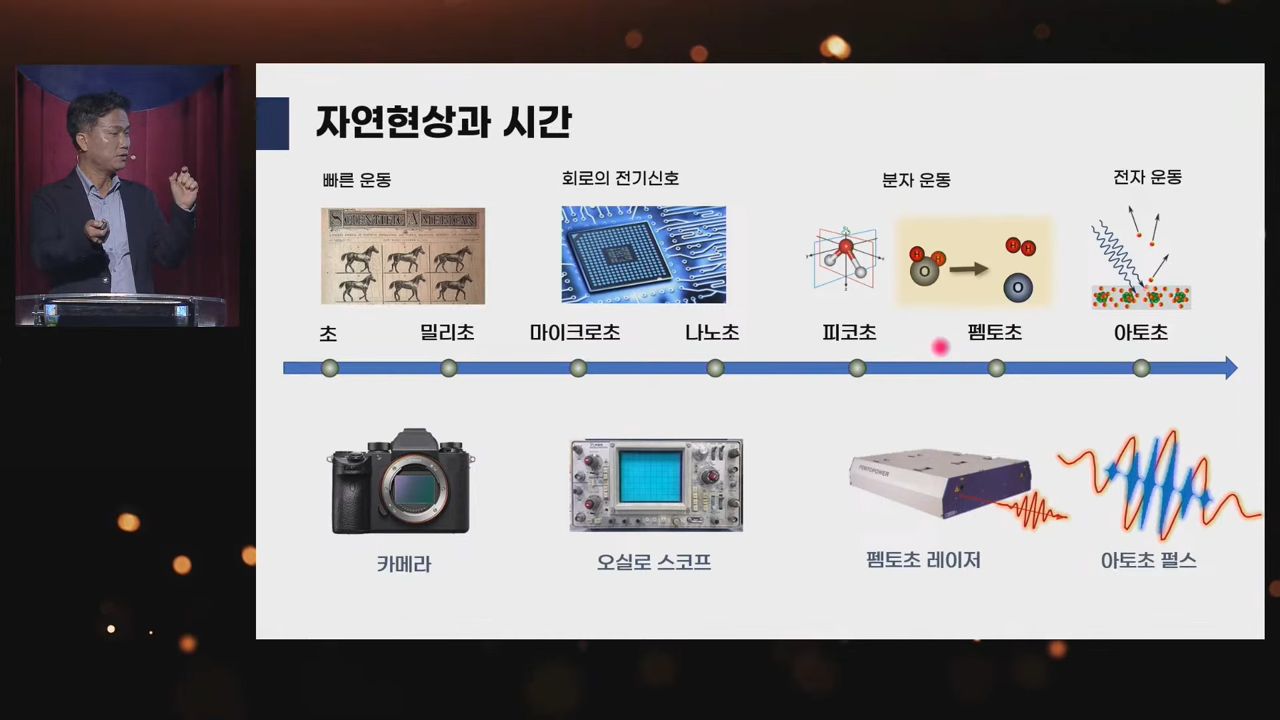 자연현상과 시간
빠른 운동
회로의 전기신호
분자 운동
전자 운동
SCIENTIFIC AMERICAN
H H
O
H H
O
초
밀리초
마이크로초
나노초
피코초
펨토초
아토초
FEMTOPOWER
카메라
오실로 스코프
펨토초 레이저
아토초 펄스